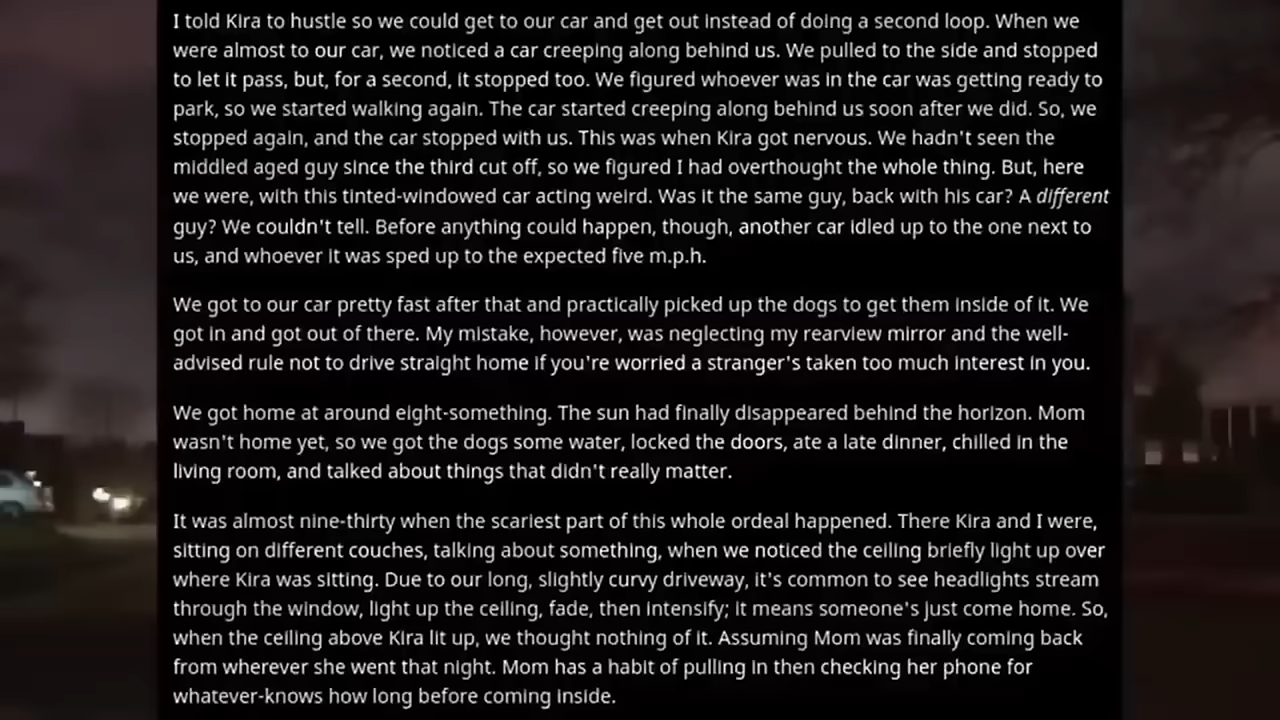 I told Kira to hustle so we could get to our car and get out instead of doing a second loop. When we
were almost to our car, we noticed a car creeping along behind us. We pulled to the side and stopped
to let it pass, but, for a second, it stopped too. We figured whoever was in the car was getting ready to
park, so we started walking again. The car started creeping along behind us soon after we did. So, we
stopped again, and the car stopped with us. This was when Kira got nervous. We hadn't seen the
middled aged guy since the third cut off, so we figured I had overthought the whole thing. But, here
we were, with this tinted-windowed car acting weird. Was it the same guy, back with his car? A different
guy? We couldn't tell. Before anything could happen, though, another car idled up to the one next to
us, and whoever it was sped up to the expected five m.p.h.
We got to our car pretty fast after that and practically picked up the dogs to get them inside of it. We
got in and got out of there. My mistake, however, was neglecting my rearview mirror and the well-
advised rule not to drive straight home if you're worried a stranger's taken too much interest in you.
We got home at around eight-something. The sun had finally disappeared behind the horizon. Mom
wasn't home yet, so we got the dogs some water, locked the doors, ate a late dinner, chilled in the
living room, and talked about things that didn't really matter.
It was almost nine-thirty when the scariest part of this whole ordeal happened. There Kira and I were,
sitting on different couches, talking about something, when we noticed the ceiling briefly light up over
where Kira was sitting. Due to our long, slightly curvy driveway, it's common to see headlights stream
through the window, light up the ceiling, fade, then intensify; it means someone's just come home. So,
when the ceiling above Kira lit up, we thought nothing of it. Assuming Mom was finally coming back
from wherever she went that night. Mom has a habit of pulling in then checking her phone for
whatever-knows how long before coming inside.